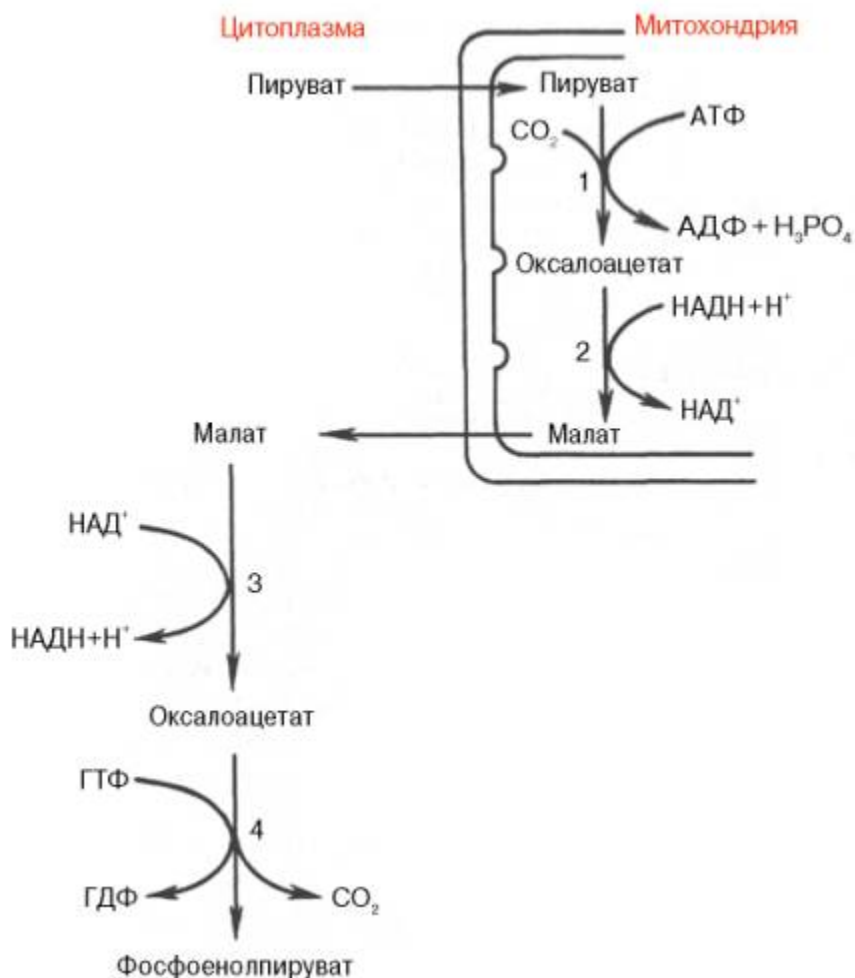 Цитоплазма
Митохондрия
Пируват
Пируват
CO₂
АТФ
1
АДФ + H₃PO₄
Оксалоацетат
НАДН+Н⁺
2
НАД⁺
Малат
Малат
НАД⁺
3
НАДН+Н⁺
Оксалоацетат
ГТФ
4
ГДФ
CO₂
Фосфоенолпируват